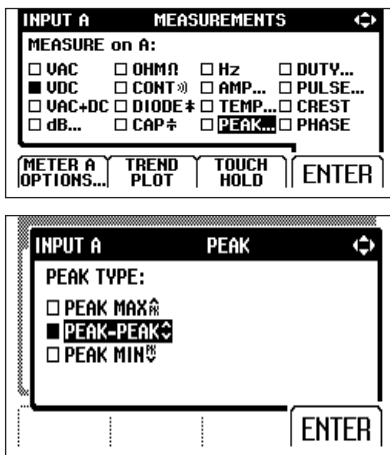 INPUT A MEASUREMENTS
MEASURE on A:
□ VAC □ OHMΩ □ Hz □ DUTY...
■ VDC □ CONT □ AMP... □ PULSE...
□ VAC+DC □ DIODE □ TEMP... □ CREST
□ dB... □ CAP □ PEAK... □ PHASE
METER A OPTIONS... TREND PLOT TOUCH HOLD ENTER
INPUT A PEAK
PEAK TYPE:
□ PEAK MAX
■ PEAK-PEAK
□ PEAK MIN
ENTER